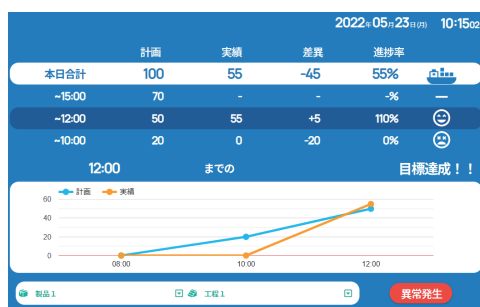 2022年05月23日(月) 10:15 02
計画 実績 差異 進捗率
本日合計 100 55 -45 55%
~15:00 70 - - -% —
~12:00 50 55 +5 110%
~10:00 20 0 -20 0%
12:00 までの 目標達成！！
計画 実績
60
40
20
0
08:00 10:00 12:00
製品1 工程1 異常発生